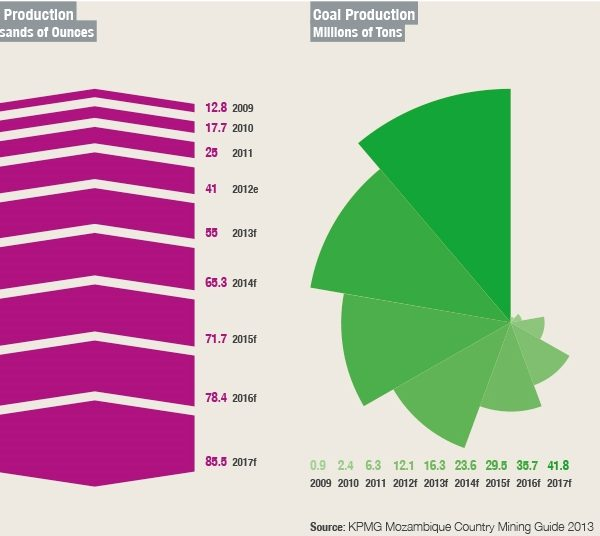 Production
sands of Ounces
12.8 2009
17.7 2010
25 2011
41 2012e
55 2013f
65.3 2014f
71.7 2015f
78.4 2016f
85.5 2017f
Coal Production
Millions of Tons
0.9 2.4 6.3 12.1 16.3 23.6 29.5 35.7 41.8
2009 2010 2011 2012f 2013f 2014f 2015f 2016f 2017f
Source: KPMG Mozambique Country Mining Guide 2013